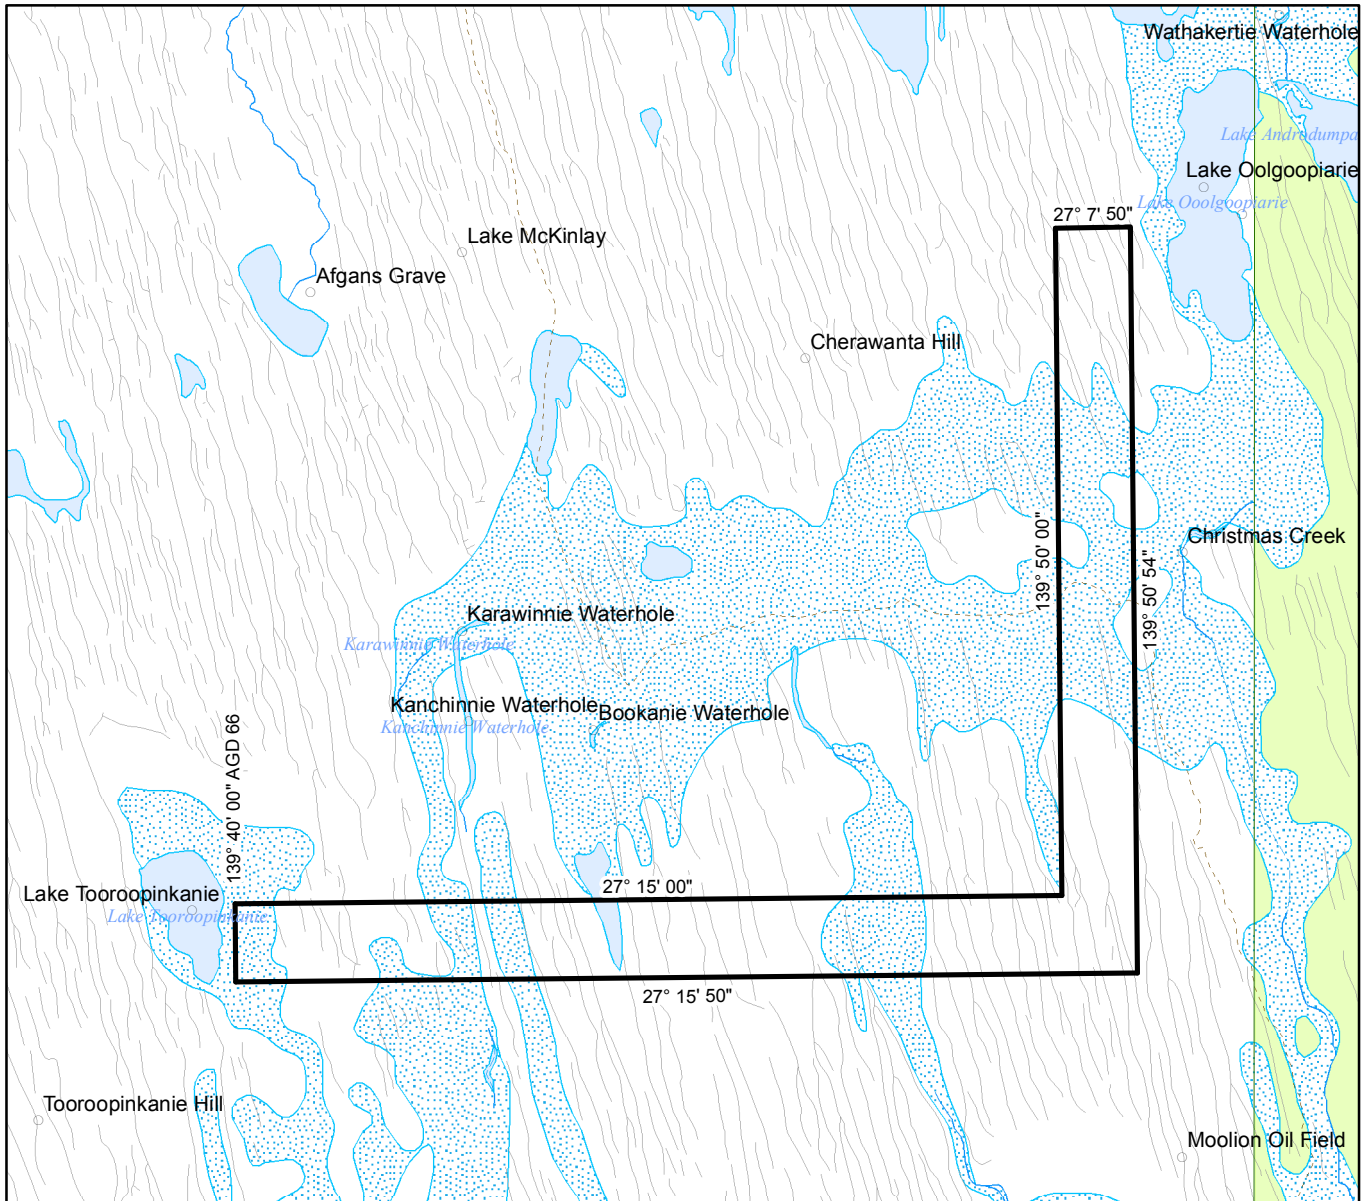 Wathakertie Waterhole
Lake Androdumpa
Lake Oolgoopiarie
Lake Ooolgoopiarie
27° 7' 50"
Lake McKinlay
Afgans Grave
Cherawanta Hill
139° 50' 00"
Christmas Creek
139° 50' 54"
Karawinnie Waterhole
Karawinnie Waterhole
Kanchinnie Waterhole
Bookanie Waterhole
Kanchinnie Waterhole
139° 40' 00" AGD 66
27° 15' 00"
Lake Tooroopinkanie
Lake Tooroopinkanie
27° 15' 50"
Tooroopinkanie Hill
Moolion Oil Field